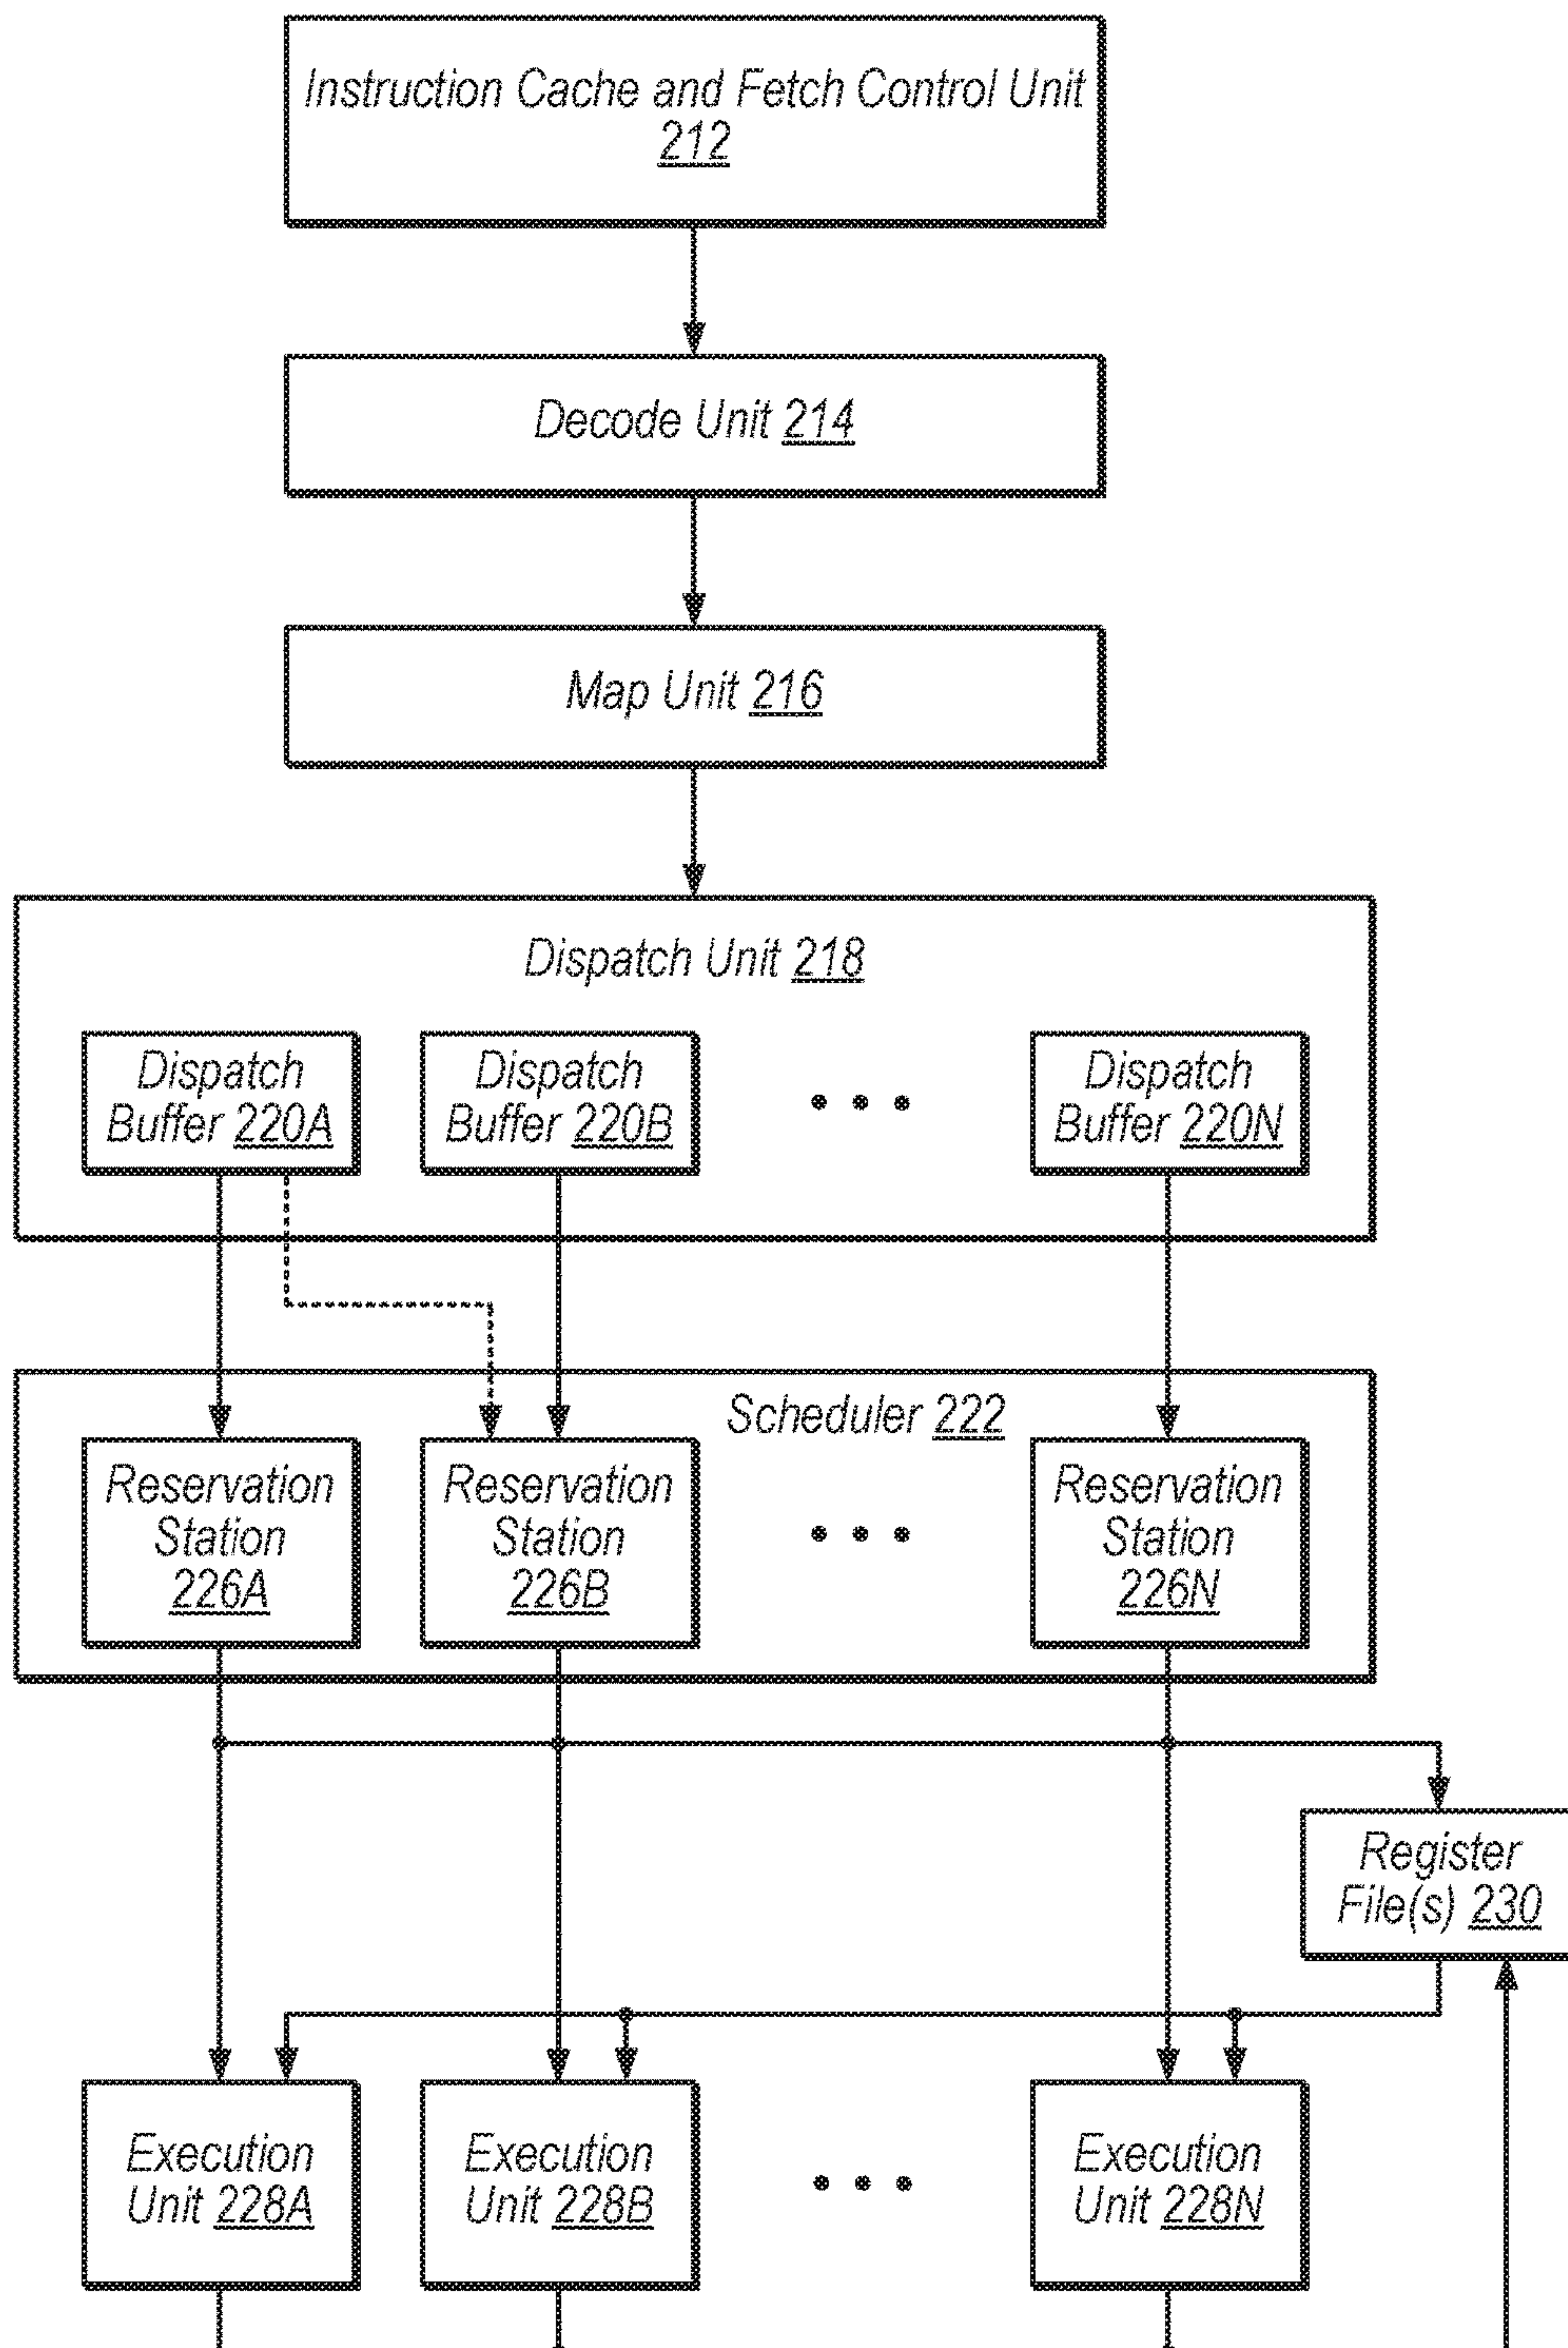 Instruction Cache and Fetch Control Unit
212
Decode Unit 214
Map Unit 216
Dispatch Unit 218
Dispatch
Buffer 220A
Dispatch
Buffer 220B
Dispatch
Buffer 220N
Scheduler 222
Reservation
Station
226A
Reservation
Station
226B
Reservation
Station
226N
Register
File(s) 230
Execution
Unit 228A
Execution
Unit 228B
Execution
Unit 228N